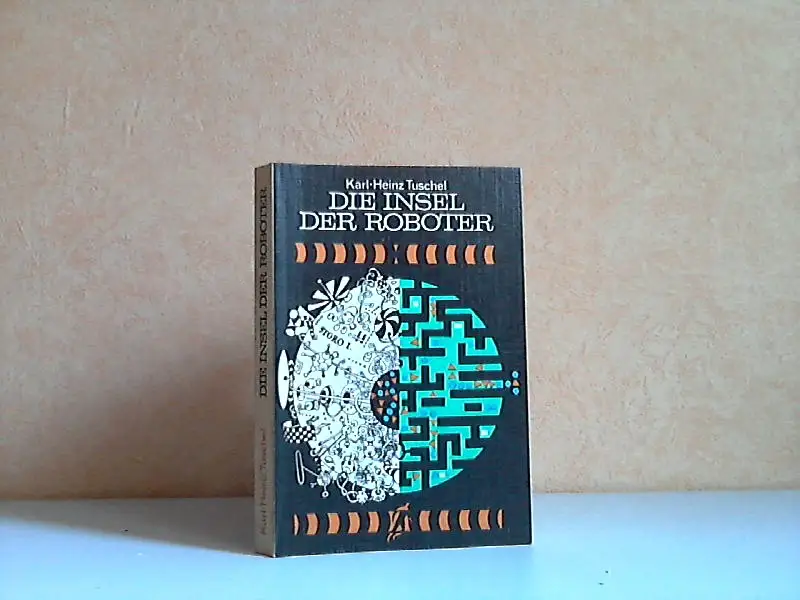 Karl-Heinz Tuschel
DIE INSEL
DER ROBOTER
DIE INSEL DER ROBOTER
Karl-Heinz Tuschel